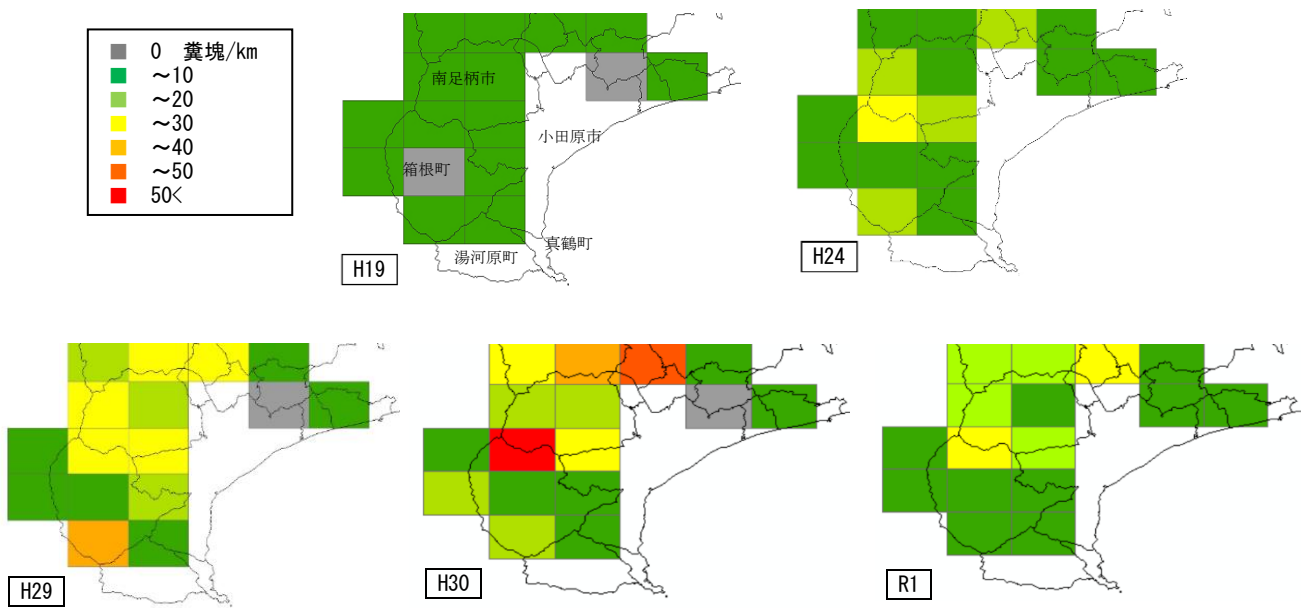 0 糞塊/km
～10
～20
～30
～40
～50
50<
南足柄市
小田原市
箱根町
真鶴町
湯河原町
H19
H24
H29
H30
R1